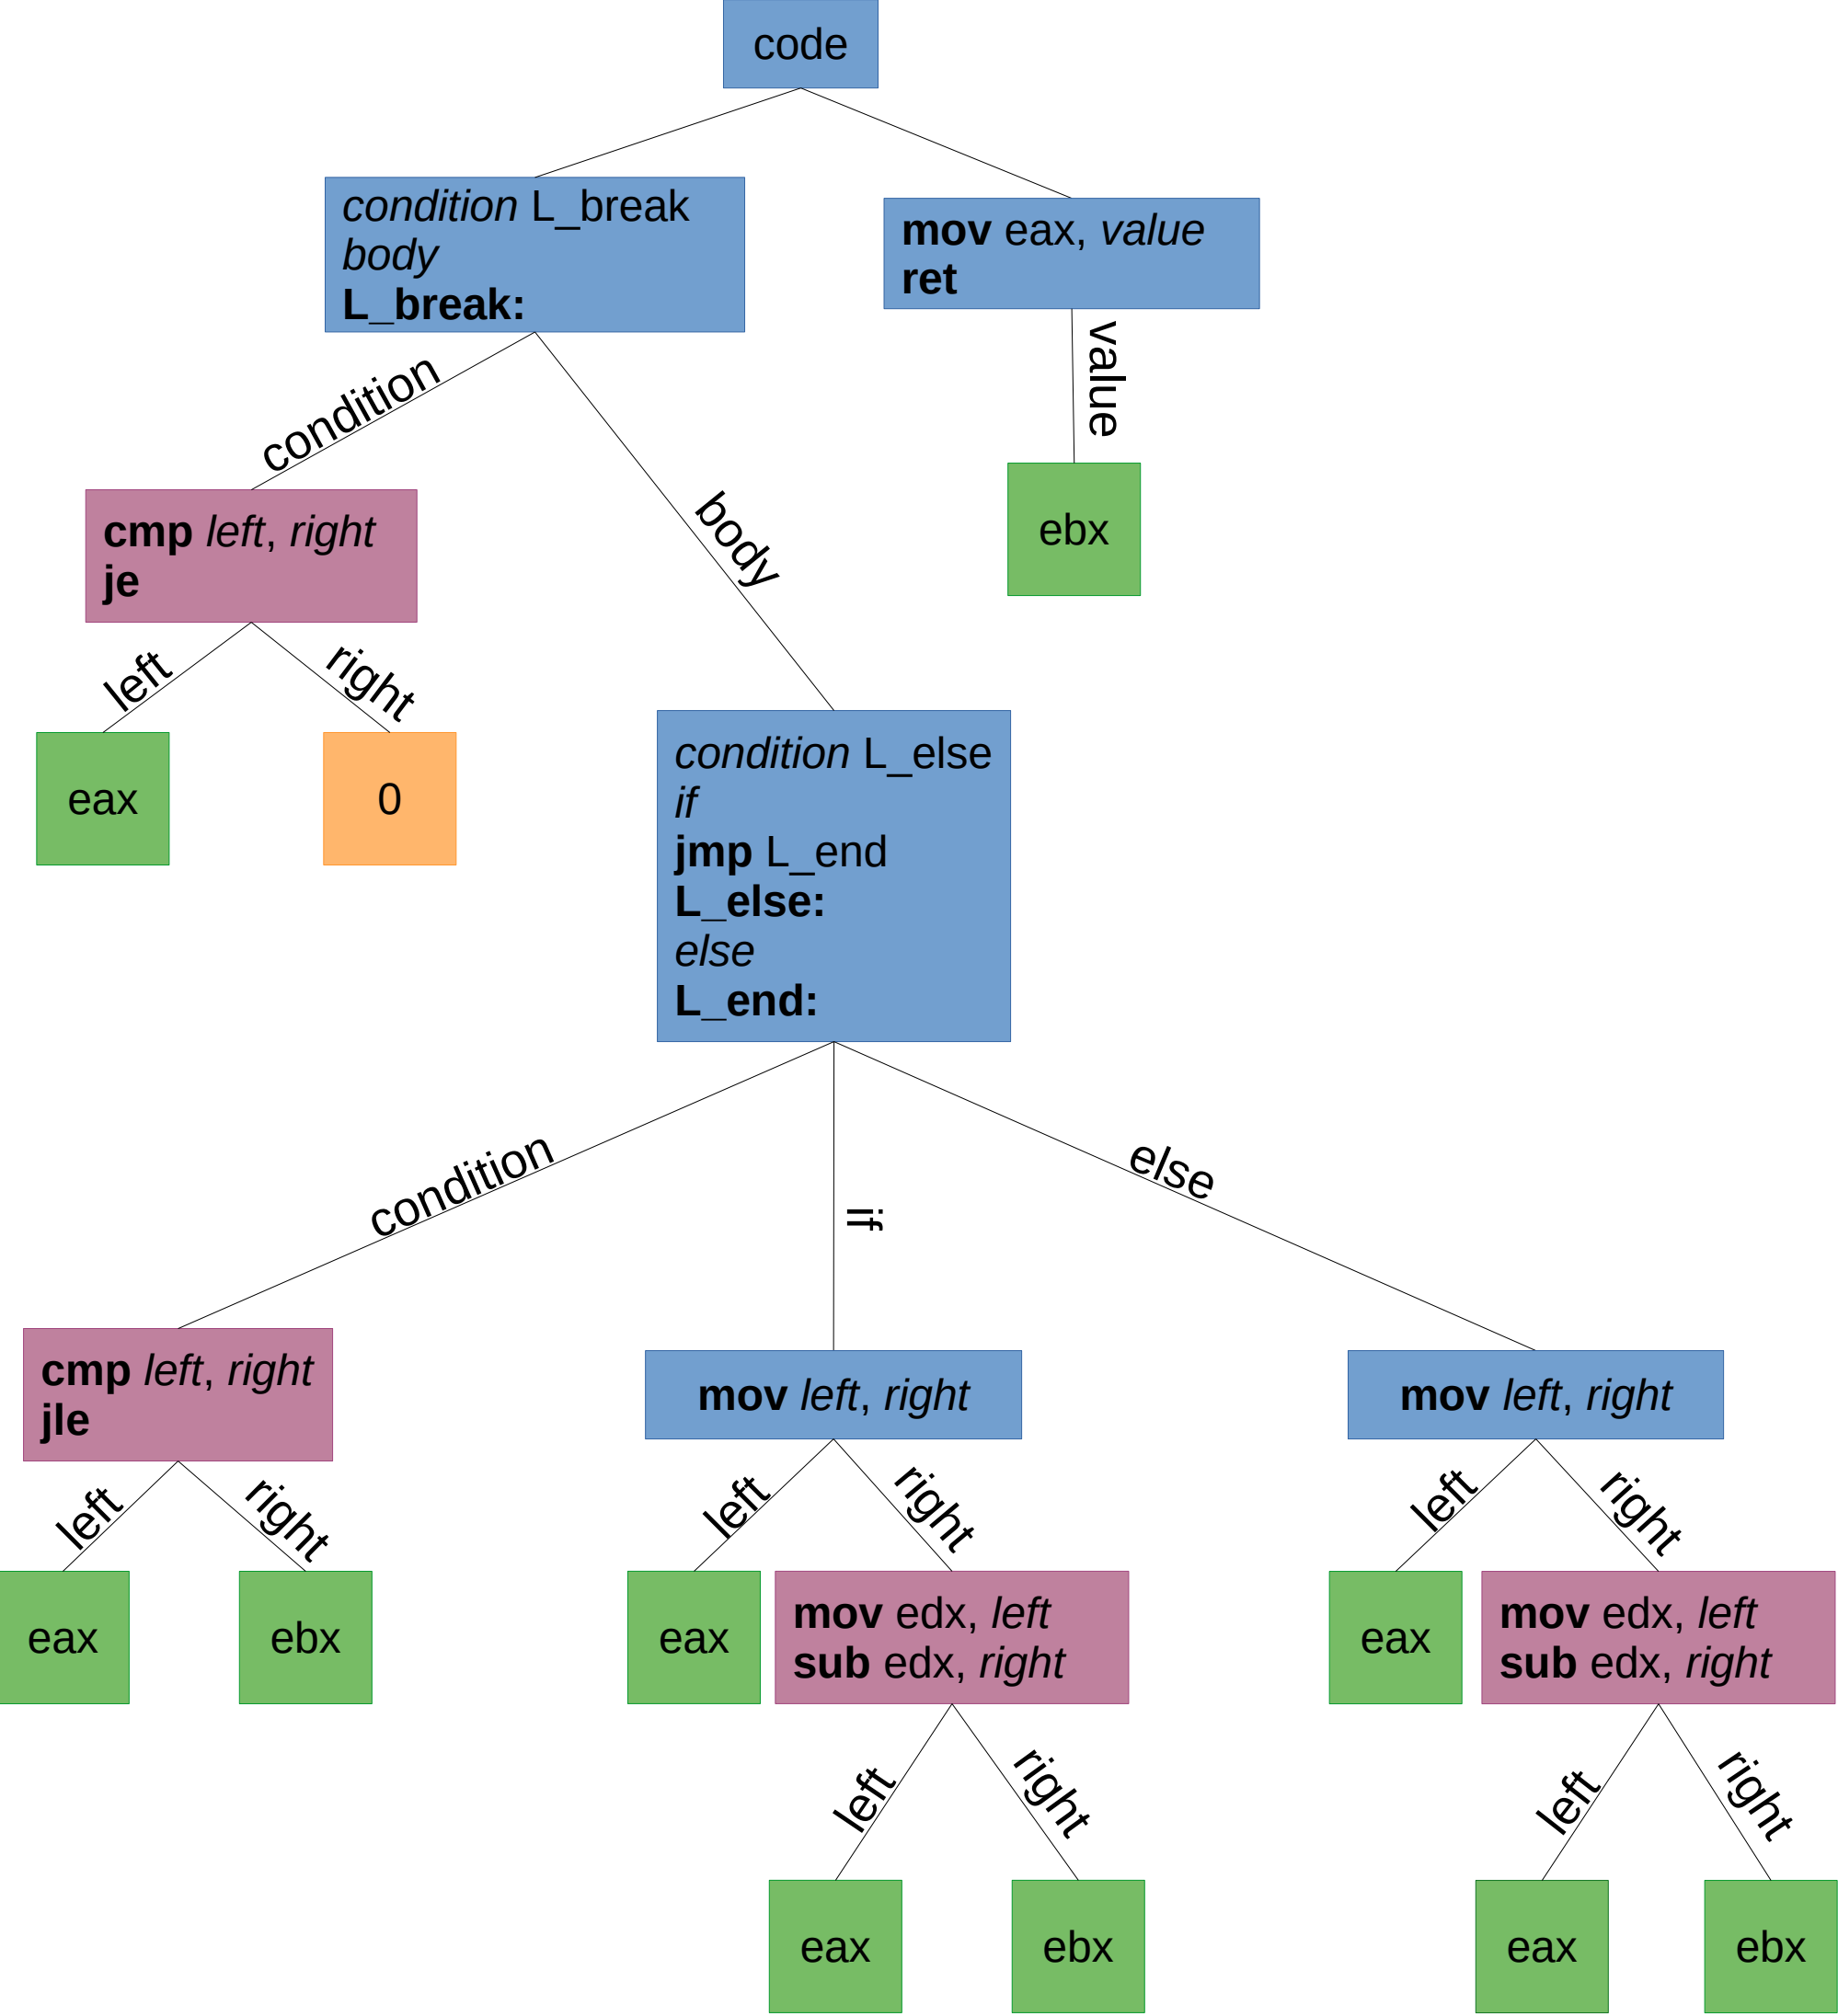 code
condition L_break
body
L_break:
mov eax, value
ret
condition
body
value
cmp left, right
je
ebx
left
right
eax
0
condition L_else
if
jmp L_end
L_else:
else
L_end:
condition
if
else
cmp left, right
jle
mov left, right
mov left, right
left
right
left
right
left
right
eax
ebx
eax
mov edx, left
sub edx, right
eax
mov edx, left
sub edx, right
left
right
left
right
eax
ebx
eax
ebx